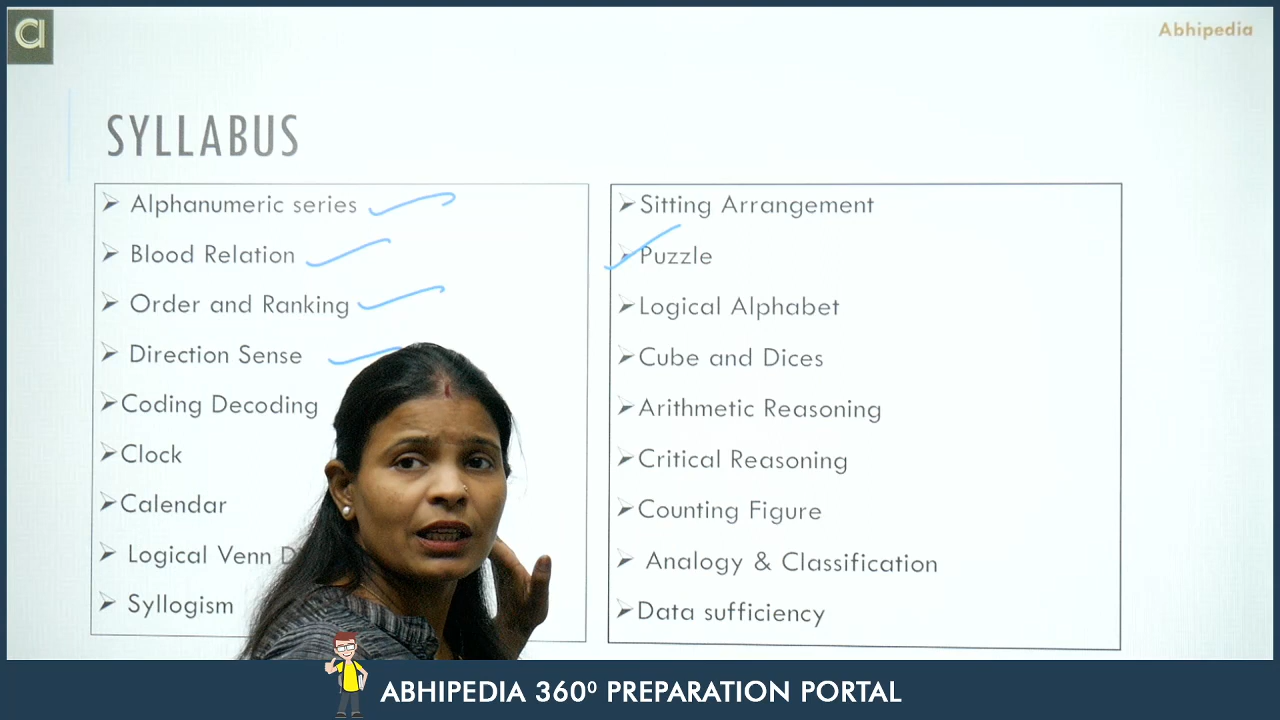 Abhipedia
SYLLABUS
Alphanumeric series
Blood Relation
Order and Ranking
Direction Sense
Coding Decoding
Clock
Calendar
Logical Venn
Syllogism
Sitting Arrangement
Puzzle
Logical Alphabet
Cube and Dices
Arithmetic Reasoning
Critical Reasoning
Counting Figure
Analogy & Classification
Data sufficiency
ABHIPEDIA 360⁰ PREPARATION PORTAL